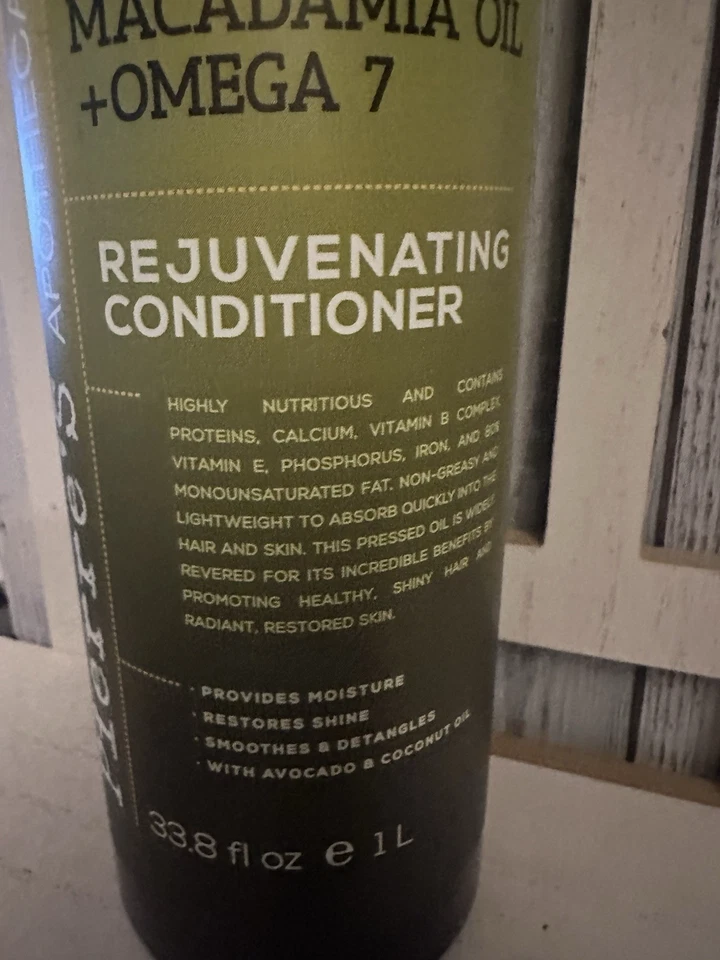 MACADAMIA OIL
+OMEGA 7
REJUVENATING
CONDITIONER
HIGHLY NUTRITIOUS AND CONTAINS
PROTEINS, CALCIUM, VITAMIN B COMPLEX,
VITAMIN E, PHOSPHORUS, IRON, AND 80%
MONOUNSATURATED FAT. NON-GREASY AND
LIGHTWEIGHT TO ABSORB QUICKLY INTO THE
HAIR AND SKIN. THIS PRESSED OIL IS WIDELY
REVERED FOR ITS INCREDIBLE BENEFITS BY
PROMOTING HEALTHY, SHINY HAIR AND
RADIANT, RESTORED SKIN.
· PROVIDES MOISTURE
· RESTORES SHINE
· SMOOTHES & DETANGLES
· WITH AVOCADO & COCONUT OIL
33.8 fl oz e 1 L